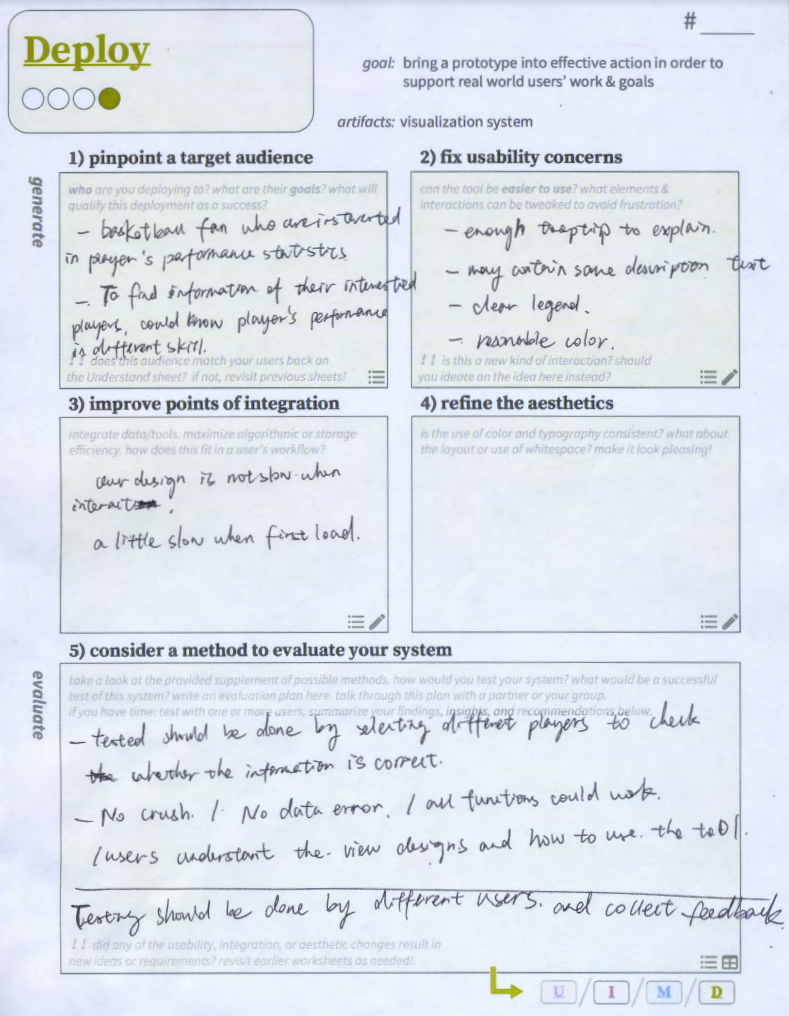 #____
Deploy
goal: bring a prototype into effective action in order to
support real world users' work & goals
artifacts: visualization system
generate
1) pinpoint a target audience
who are you deploying to? what are their goals? what will
qualify this deployment as a success?
- basketball fan who are insterested
in player's performance statistics
- To find information of their interested
players, could know player's performance
in different skill.
!! does this audience match your users back on
the Understand sheet? if not, revisit previous sheets!
2) fix usability concerns
can the tool be easier to use? what elements &
interactions can be tweaked to avoid frustration?
- enough to explain.
- may contain some description text
- clear legend.
- resonable color.
!! is this a new kind of interaction? should
you ideate on the idea here instead?
3) improve points of integration
integrate data/tools. maximize algorithmic or storage
efficiency. how does this fit in a user's workflow?
our design is not slow when
interact.
a little slow when first load.
4) refine the aesthetics
is the use of color and typography consistent? what about
the layout or use of whitespace? make it look pleasing!
evaluate
5) consider a method to evaluate your system
take a look at the provided supplement of possible methods. how would you test your system? what would be a successful
test of this system? write an evaluation plan here. talk through this plan with a partner or your group.
if you have time: test with one or more users, summarize your findings, insights, and recommendations below.
- tested should be done by selecting different players to check
whether the information is correct.
- No crush. / No data error. / all functions could work.
/ users understant the view designs and how to use the tool.
Testing should be done by different users. and collect feedback.
!! did any of the usability, integration, or aesthetic changes result in
new ideas or requirements? revisit earlier worksheets as needed!
U / I / M / D